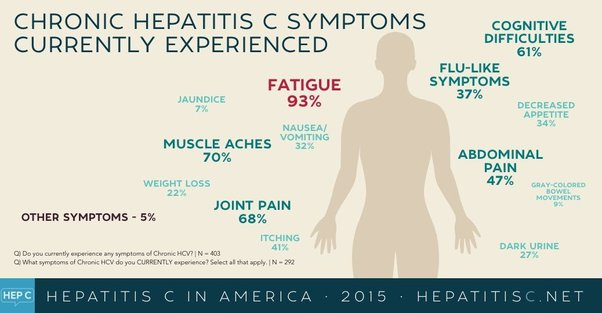 CHRONIC HEPATITIS C SYMPTOMS
CURRENTLY EXPERIENCED
COGNITIVE
DIFFICULTIES
61%
FLU-LIKE
SYMPTOMS
37%
FATIGUE
93%
JAUNDICE
7%
DECREASED
APPETITE
34%
NAUSEA/
VOMITING
32%
MUSCLE ACHES
70%
ABDOMINAL
PAIN
47%
WEIGHT LOSS
22%
GRAY-COLORED
BOWEL
MOVEMENTS
9%
JOINT PAIN
68%
OTHER SYMPTOMS - 5%
ITCHING
41%
DARK URINE
27%
Q) Do you currently experience any symptoms of Chronic HCV? | N = 403
Q) What symptoms of Chronic HCV do you CURRENTLY experience? Select all that apply. | N = 292
HEP C
HEPATITIS C IN AMERICA · 2015 · HEPATITISC.NET